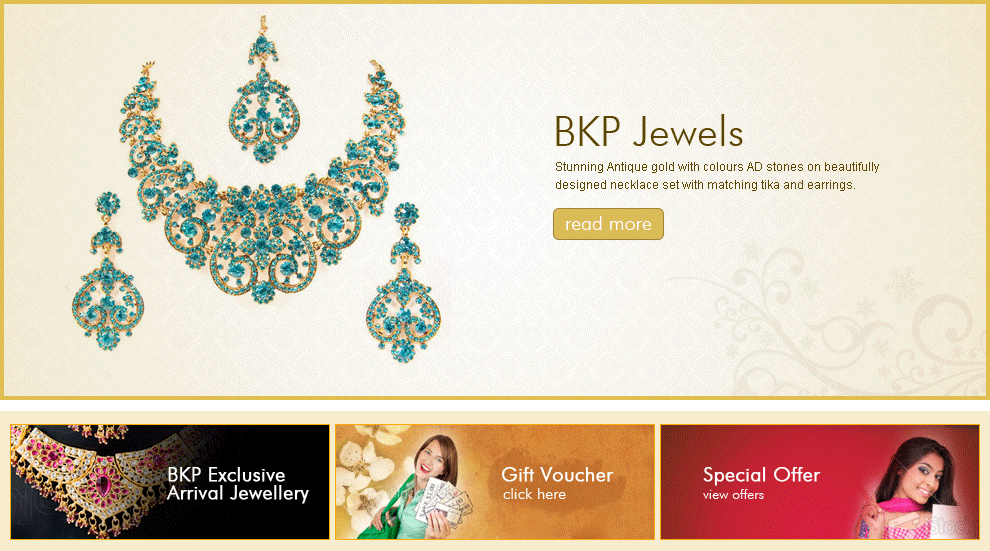 BKP Jewels
Stunning Antique gold with colours AD stones on beautifully
designed necklace set with matching tika and earrings.
read more
BKP Exclusive
Arrival Jewellery
Gift Voucher
click here
Special Offer
view offers